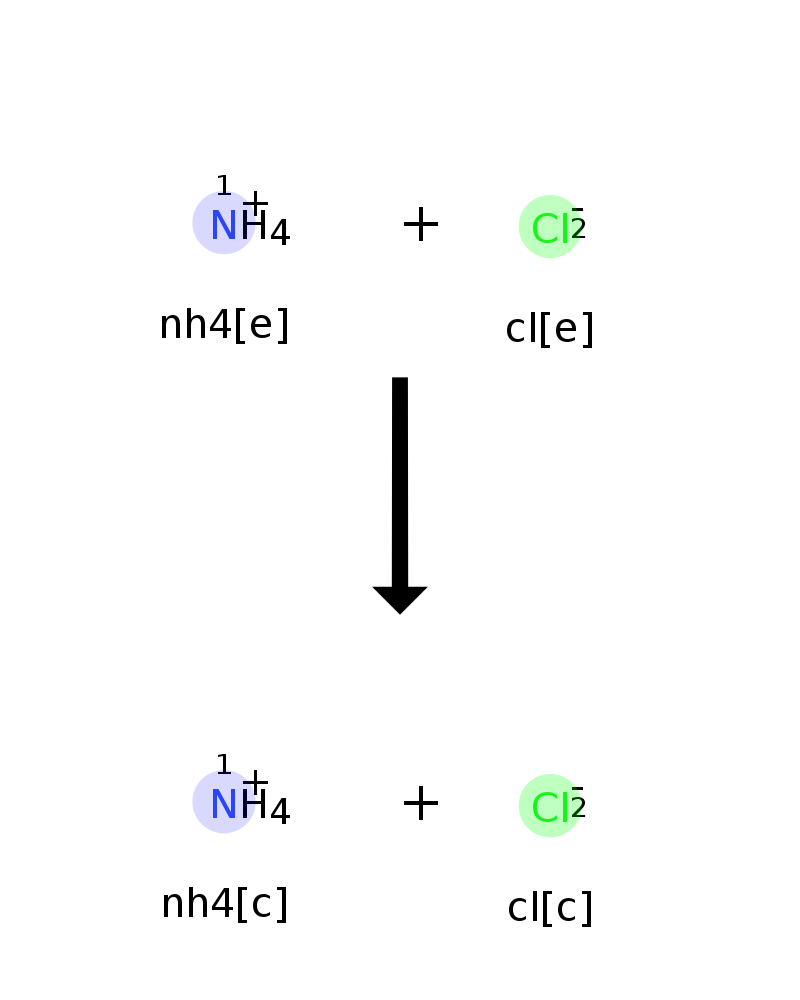 1
NH4+ + Cl- 2
nh4[e] cl[e]
1
NH4+ + Cl- 2
nh4[c] cl[c]